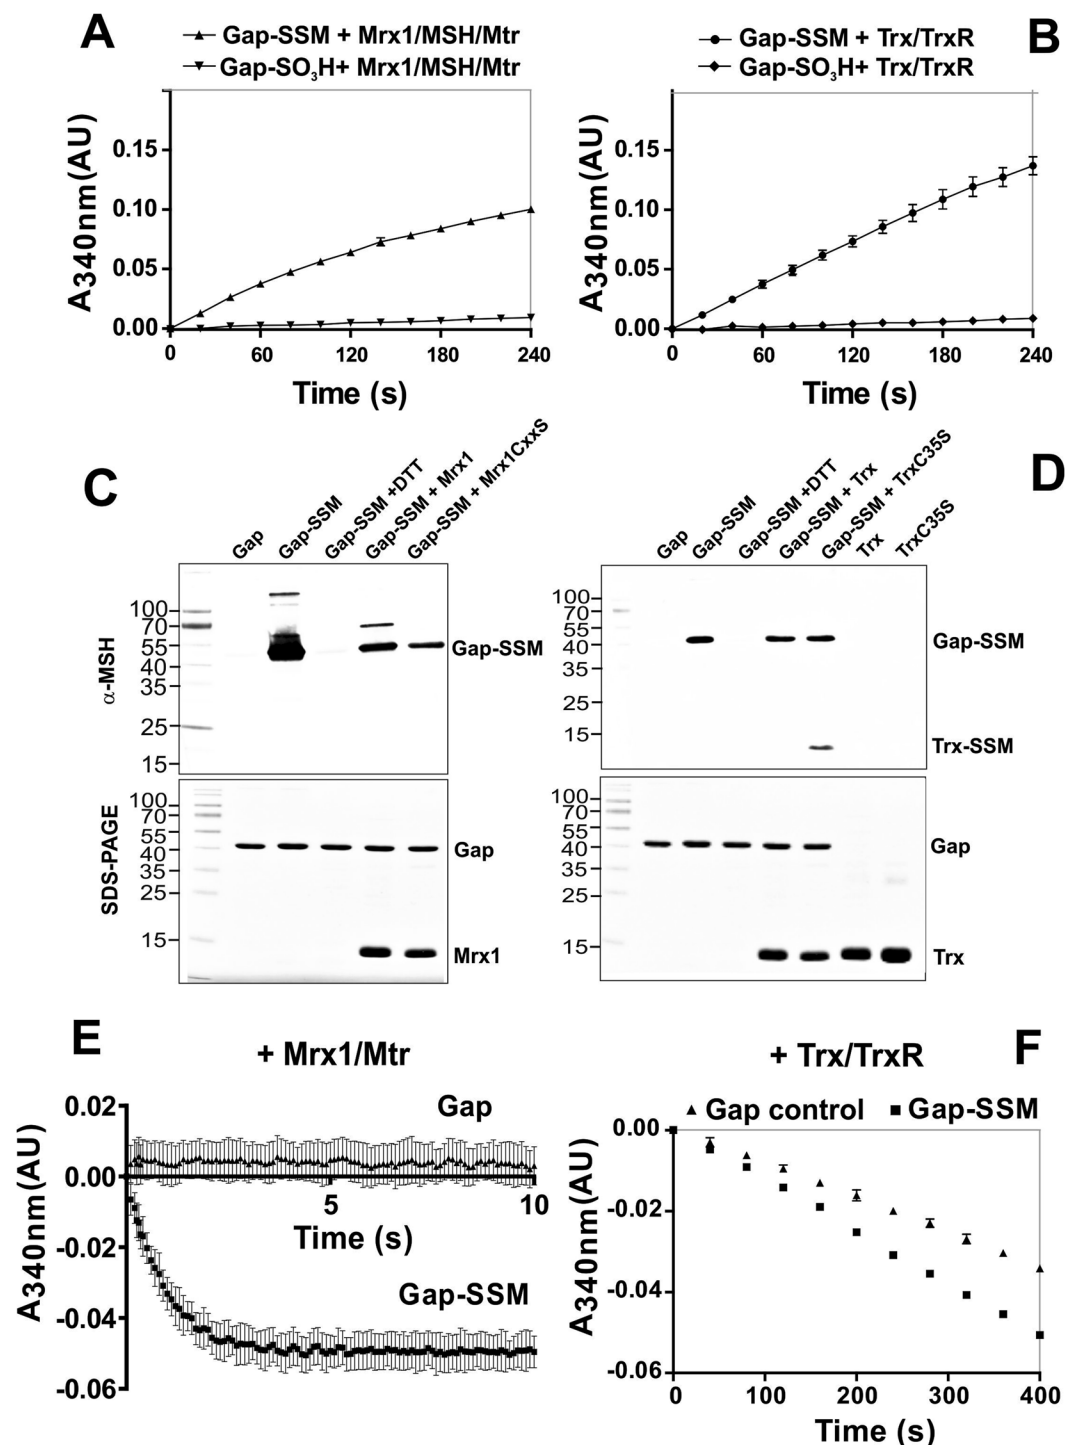 A
Gap-SSM + Mrx1/MSH/Mtr
Gap-SO3H+ Mrx1/MSH/Mtr
A340nm(AU)
0.15
0.10
0.05
0.00
0 60 120 180 240
Time (s)
B
Gap-SSM + Trx/TrxR
Gap-SO3H+ Trx/TrxR
A340nm(AU)
0.15
0.10
0.05
0.00
0 60 120 180 240
Time (s)
C
Gap
Gap-SSM
Gap-SSM +DTT
Gap-SSM + Mrx1
Gap-SSM + Mrx1CxxS
α-MSH
100
70
55
40
35
25
15
Gap-SSM
SDS-PAGE
100
70
55
40
35
25
15
Gap
Mrx1
D
Gap
Gap-SSM
Gap-SSM +DTT
Gap-SSM + Trx
Gap-SSM + TrxC35S
Trx
TrxC35S
100
70
55
40
35
25
15
Gap-SSM
Trx-SSM
100
70
55
40
35
25
15
Gap
Trx
E
+ Mrx1/Mtr
A340nm(AU)
0.02
0.00
-0.02
-0.04
-0.06
Gap
5 10
Time (s)
Gap-SSM
F
+ Trx/TrxR
Gap control Gap-SSM
A340nm(AU)
0.00
-0.02
-0.04
-0.06
0 100 200 300 400
Time (s)